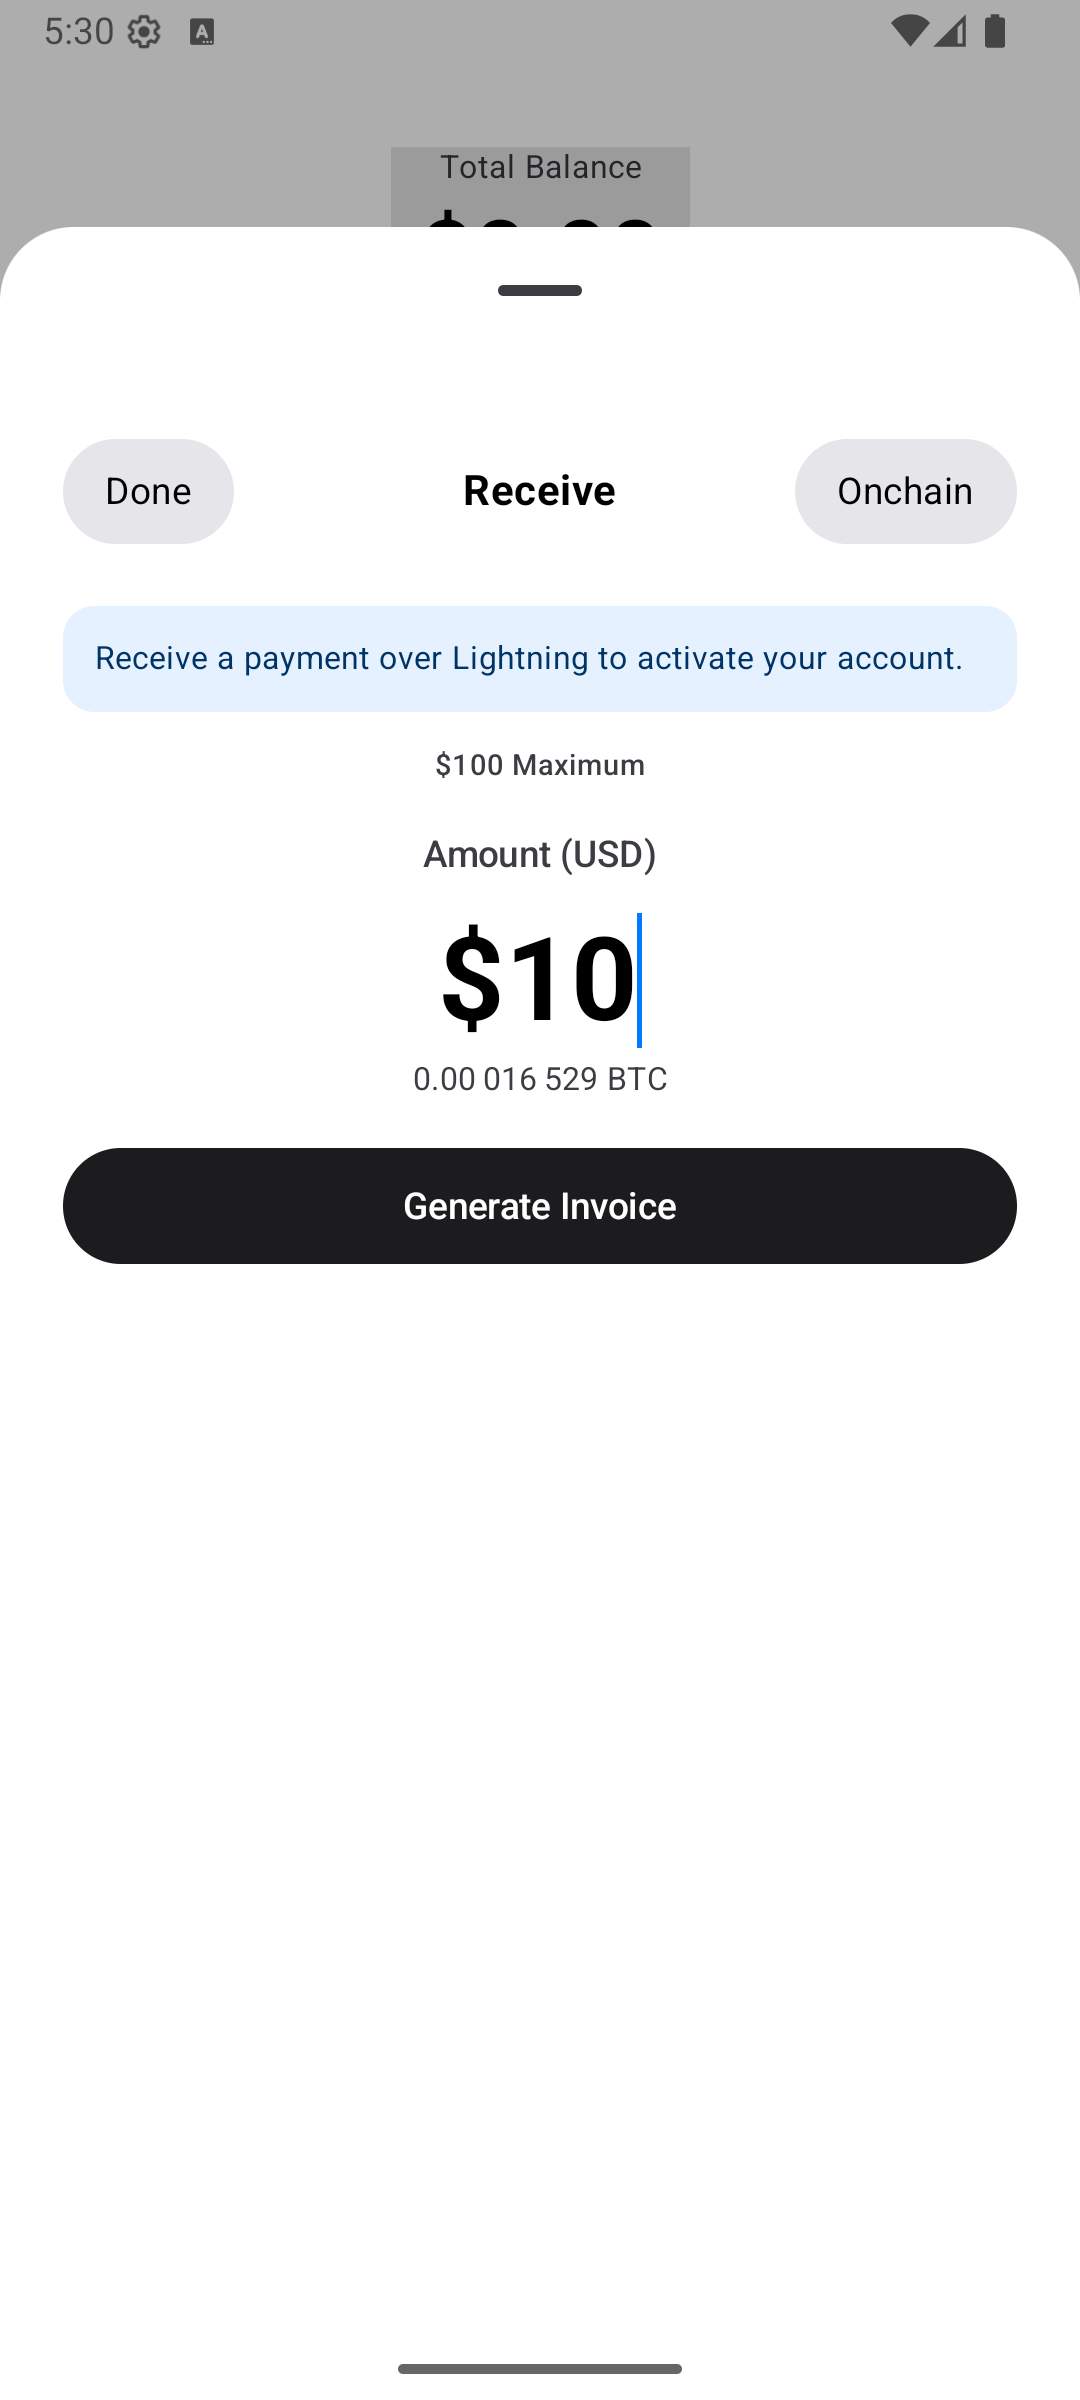 5:30
Total Balance
Done
Receive
Onchain
Receive a payment over Lightning to activate your account.
$100 Maximum
Amount (USD)
$10
0.00 016 529 BTC
Generate Invoice